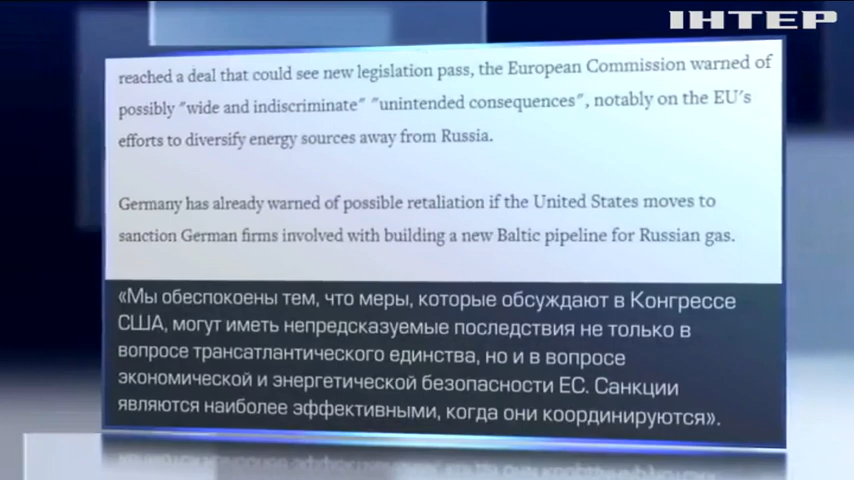 ІНТЕР
reached a deal that could see new legislation pass, the European Commission warned of
possibly "wide and indiscriminate" "unintended consequences", notably on the EU's
efforts to diversify energy sources away from Russia.
Germany has already warned of possible retaliation if the United States moves to
sanction German firms involved with building a new Baltic pipeline for Russian gas.
«Мы обеспокоены тем, что меры, которые обсуждают в Конгрессе
США, могут иметь непредсказуемые последствия не только в
вопросе трансатлантического единства, но и в вопросе
экономической и энергетической безопасности ЕС. Санкции
являются наиболее эффективными, когда они координируются».